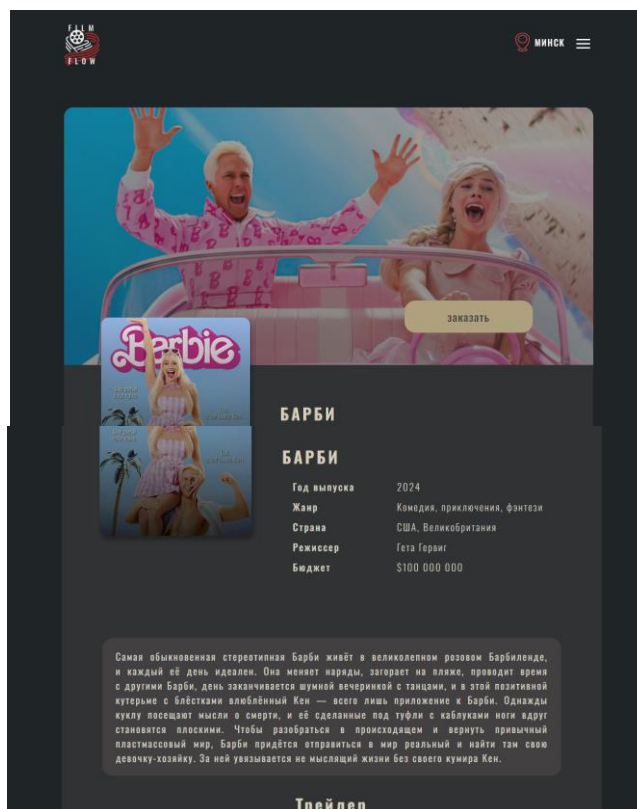 FILM
FLOW
МИНСК
заказать
Barbie
БАРБИ
БАРБИ
Год выпуска 2024
Жанр Комедия, приключения, фэнтези
Страна США, Великобритания
Режиссер Гета Гервиг
Бюджет $100 000 000
Самая обыкновенная стереотипная Барби живёт в великолепном розовом Барбиленде,
и каждый её день идеален. Она меняет наряды, загорает на пляже, проводит время
с другими Барби, день заканчивается шумной вечеринкой с танцами, и в этой позитивной
кутерьме с блёстками влюблённый Кен — всего лишь приложение к Барби. Однажды
куклу посещают мысли о смерти, и её сделанные под туфли с каблуками ноги вдруг
становятся плоскими. Чтобы разобраться в происходящем и вернуть привычный
пластмассовый мир, Барби придётся отправиться в мир реальный и найти там свою
девочку-хозяйку. За ней увязывается не мыслящий жизни без своего кумира Кен.
Трейлер